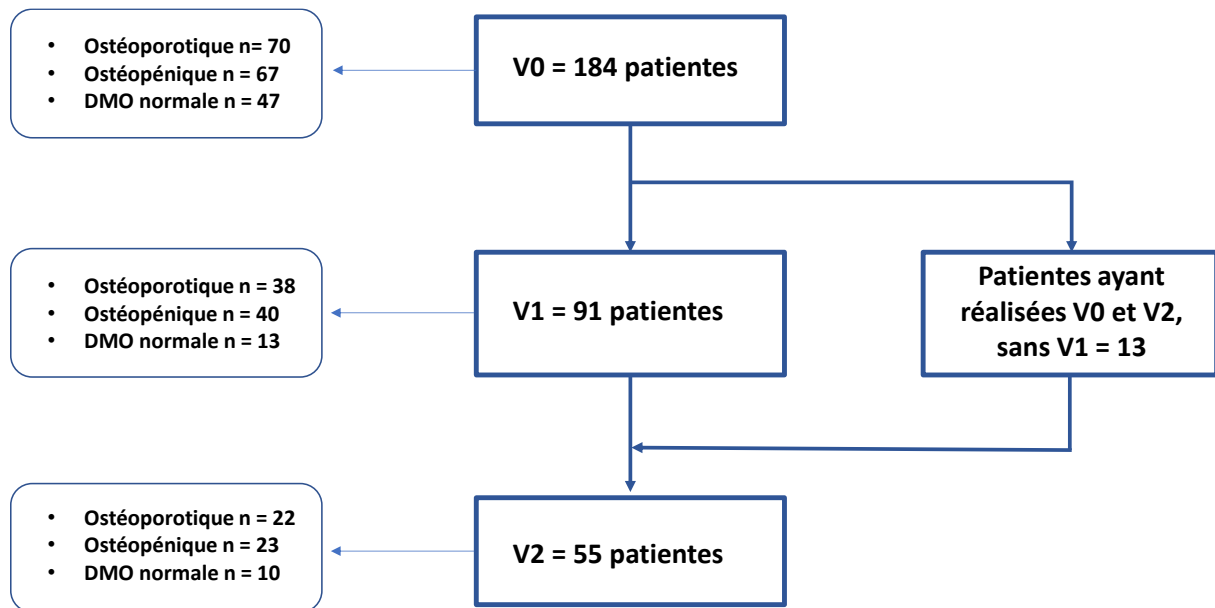 • Ostéoporotique n= 70
• Ostéopénique n = 67
• DMO normale n = 47
V0 = 184 patientes
• Ostéoporotique n = 38
• Ostéopénique n = 40
• DMO normale n = 13
V1 = 91 patientes
Patientes ayant
réalisées V0 et V2,
sans V1 = 13
• Ostéoporotique n = 22
• Ostéopénique n = 23
• DMO normale n = 10
V2 = 55 patientes